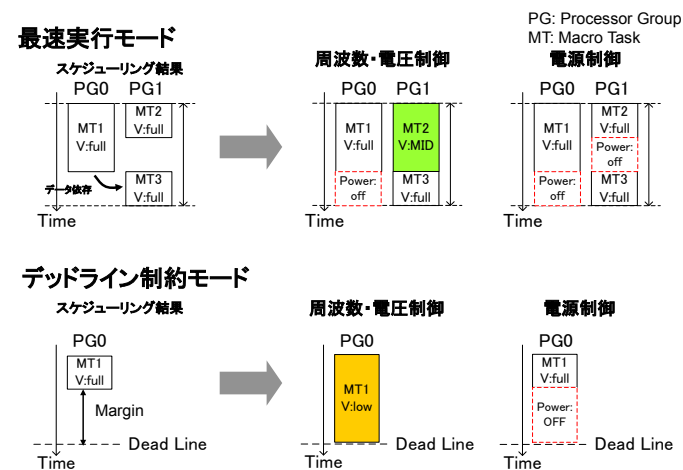 PG: Processor Group
MT: Macro Task
最速実行モード
スケジューリング結果
PG0 PG1
MT1
V:full
MT2
V:full
MT3
V:full
データ依存
Time
周波数・電圧制御
PG0 PG1
MT1
V:full
MT2
V:MID
Power:
off
MT3
V:full
Time
電源制御
PG0 PG1
MT1
V:full
MT2
V:full
Power:
off
Power:
off
MT3
V:full
Time
デッドライン制約モード
スケジューリング結果
PG0
MT1
V:full
Margin
Dead Line
Time
周波数・電圧制御
PG0
MT1
V:low
Dead Line
Time
電源制御
PG0
MT1
V:full
Power:
OFF
Dead Line
Time